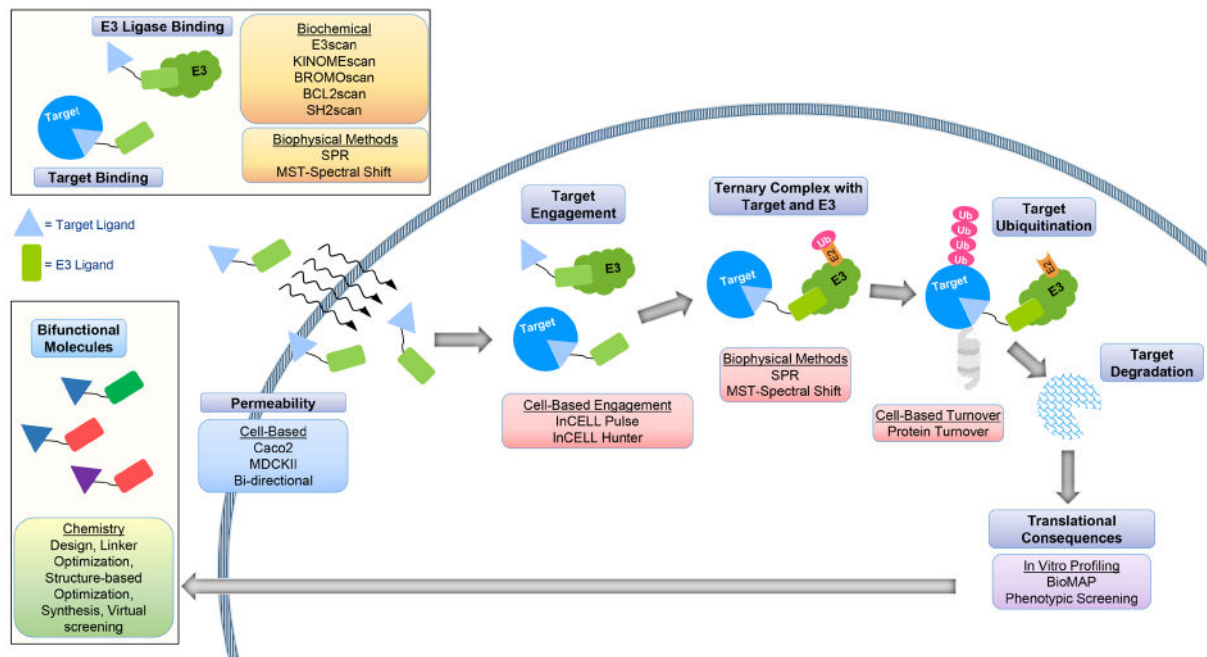 E3 Ligase Binding
E3
Target
Target Binding
Biochemical
E3scan
KINOMEscan
BROMOscan
BCL2scan
SH2scan
Biophysical Methods
SPR
MST-Spectral Shift
= Target Ligand
= E3 Ligand
Bifunctional
Molecules
Chemistry
Design, Linker
Optimization,
Structure-based
Optimization,
Synthesis, Virtual
screening
Permeability
Cell-Based
Caco2
MDCKII
Bi-directional
Target
Engagement
E3
Target
Cell-Based Engagement
InCELL Pulse
InCELL Hunter
Ternary Complex with
Target and E3
Ub
E2
Target
E3
Biophysical Methods
SPR
MST-Spectral Shift
Target
Ubiquitination
Ub
Ub
Ub
Ub
E2
Target
E3
Cell-Based Turnover
Protein Turnover
Target
Degradation
Translational
Consequences
In Vitro Profiling
BioMAP
Phenotypic Screening